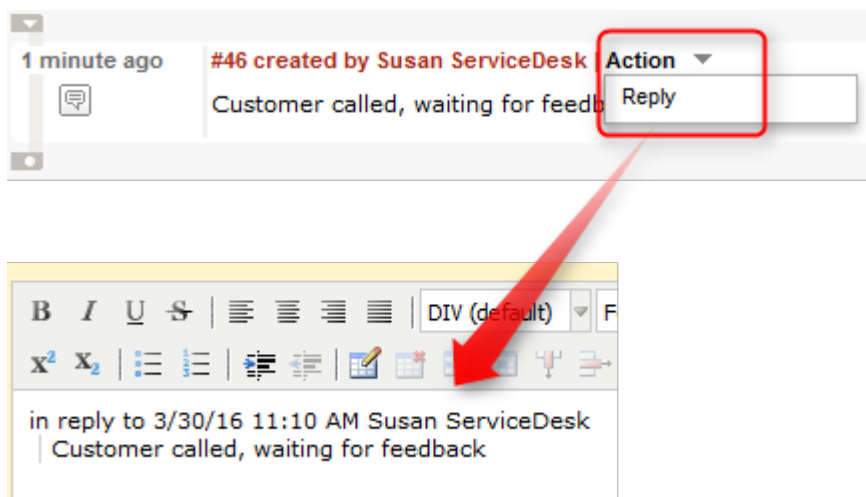 1 minute ago #46 created by Susan ServiceDesk | Action
Customer called, waiting for feedb Reply
B I U S DIV (default) F
x² x₂
in reply to 3/30/16 11:10 AM Susan ServiceDesk
Customer called, waiting for feedback